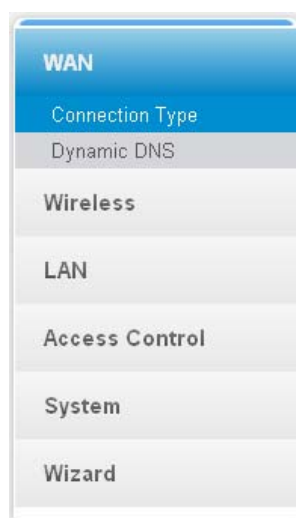 WAN
Connection Type
Dynamic DNS
Wireless
LAN
Access Control
System
Wizard